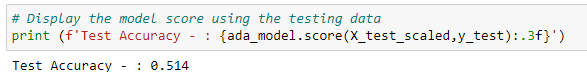 # Display the model score using the testing data
print (f'Test Accuracy - : {ada_model.score(X_test_scaled,y_test):.3f}')
Test Accuracy - : 0.514